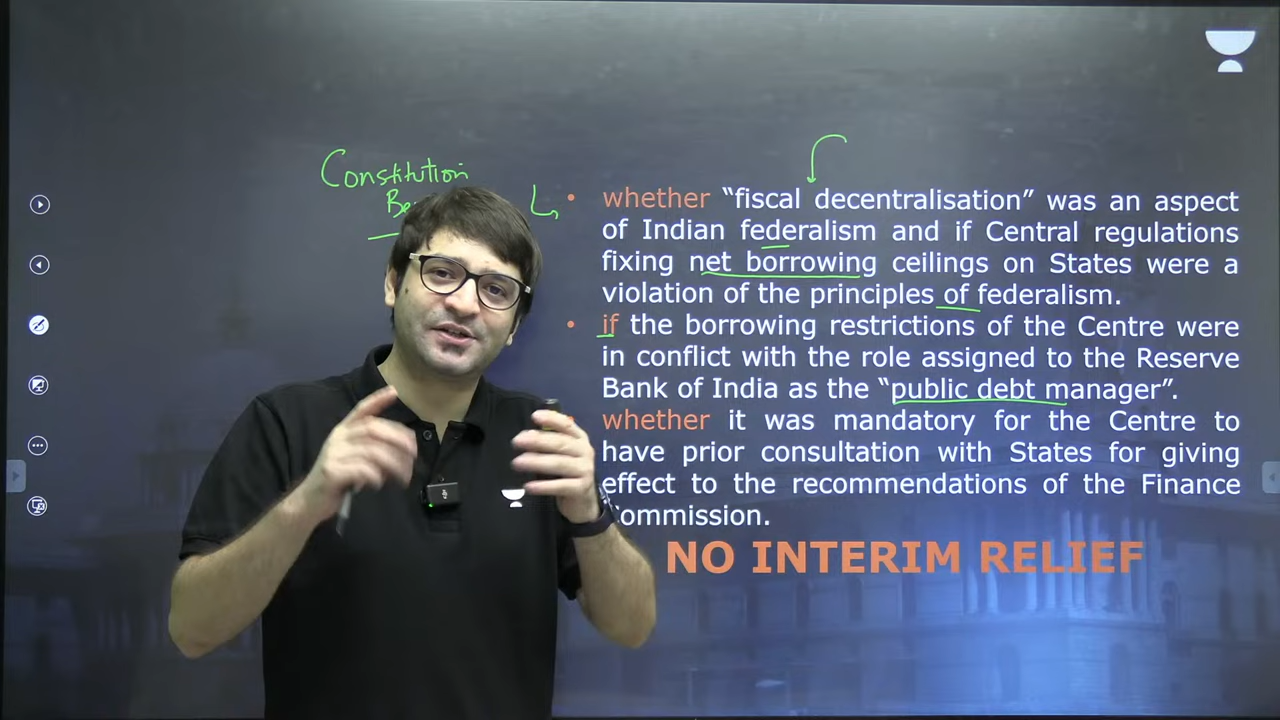 Constitution
• whether “fiscal decentralisation” was an aspect
of Indian federalism and if Central regulations
fixing net borrowing ceilings on States were a
violation of the principles of federalism.
• if the borrowing restrictions of the Centre were
in conflict with the role assigned to the Reserve
Bank of India as the “public debt manager”.
whether it was mandatory for the Centre to
have prior consultation with States for giving
effect to the recommendations of the Finance
Commission.
NO INTERIM RELIEF